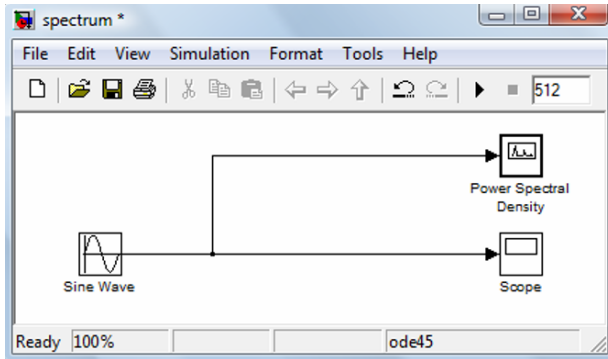 spectrum *
File Edit View Simulation Format Tools Help
512
Power Spectral
Density
Sine Wave
Scope
Ready 100% ode45